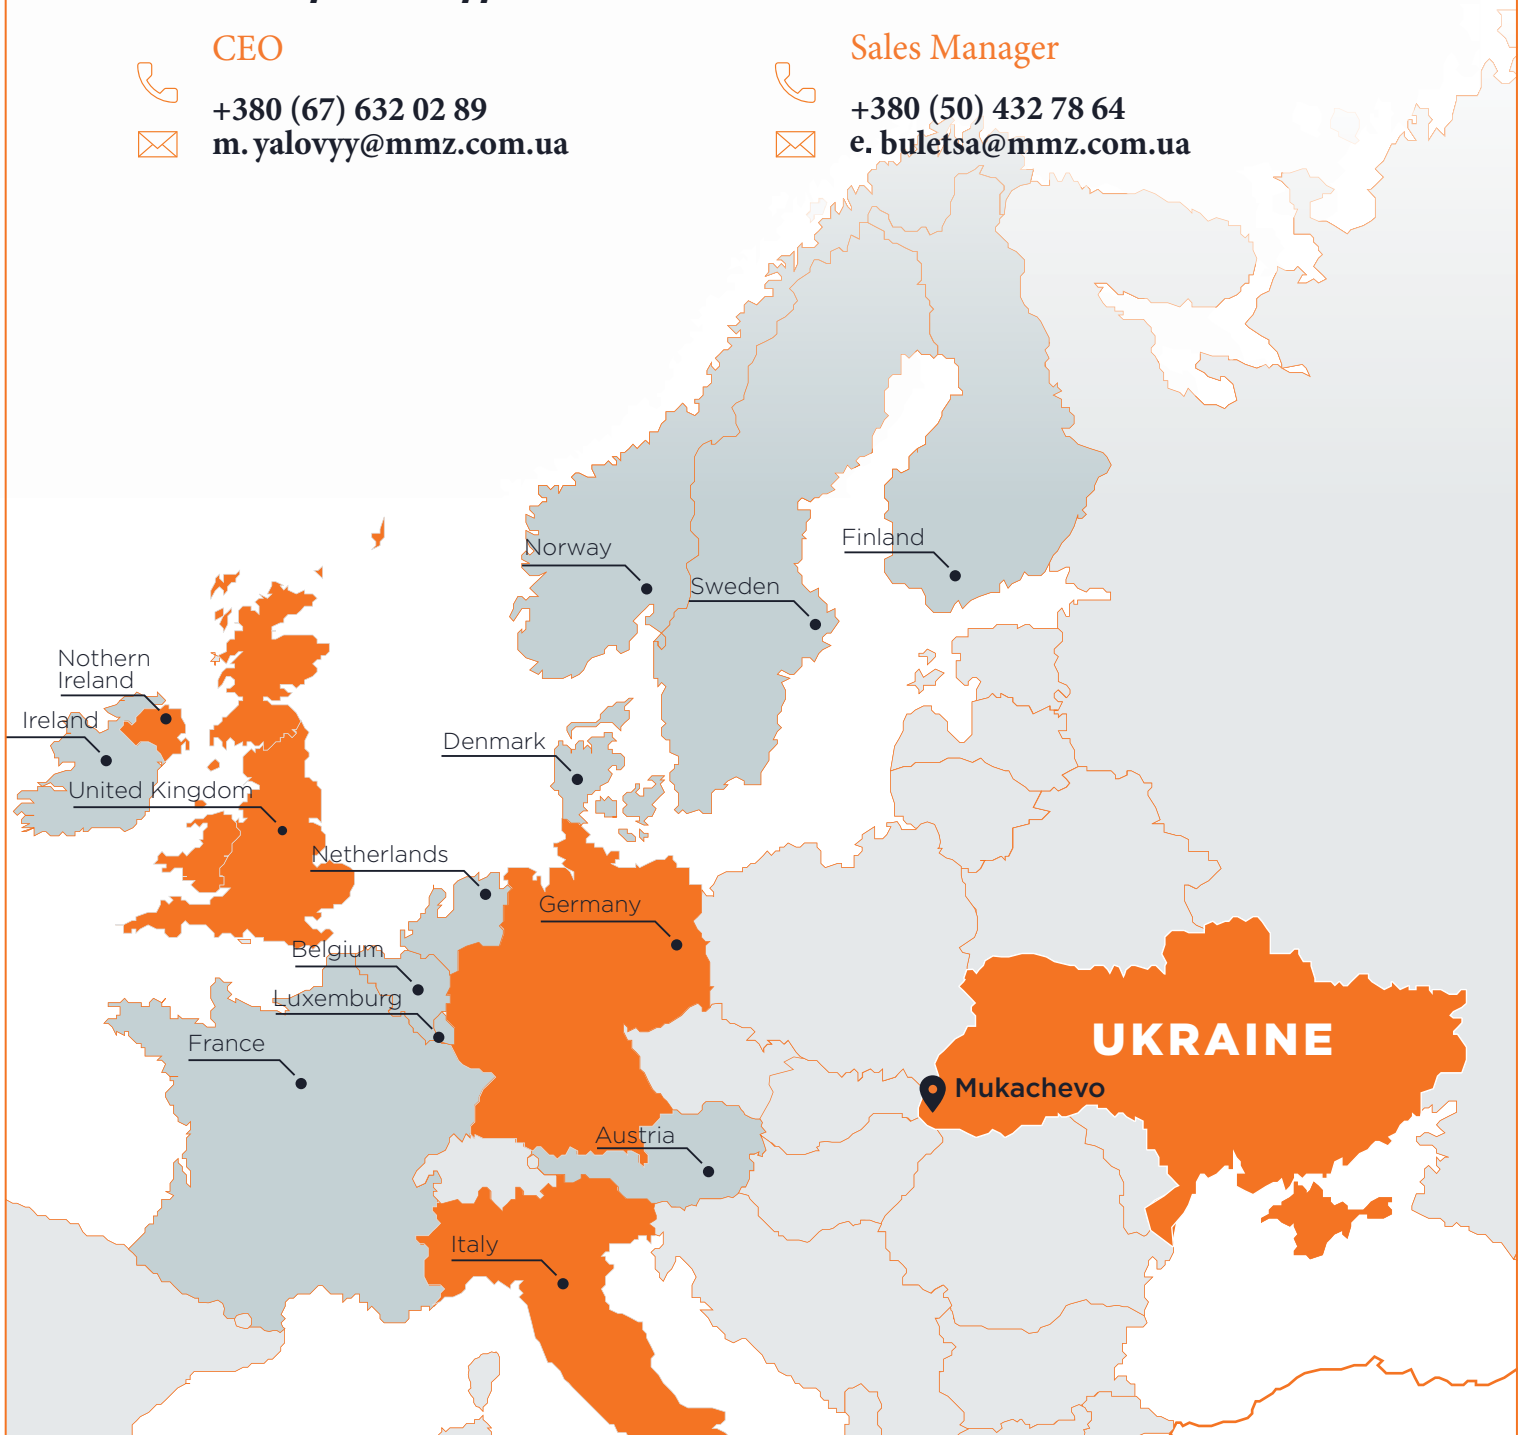 CEO
+380 (67) 632 02 89
m. yalovyy@mmz.com.ua
Sales Manager
+380 (50) 432 78 64
e. buletsa@mmz.com.ua
Norway
Finland
Sweden
Nothern
Ireland
Ireland
Denmark
United Kingdom
Netherlands
Germany
Belgium
Luxemburg
France
UKRAINE
Mukachevo
Austria
Italy